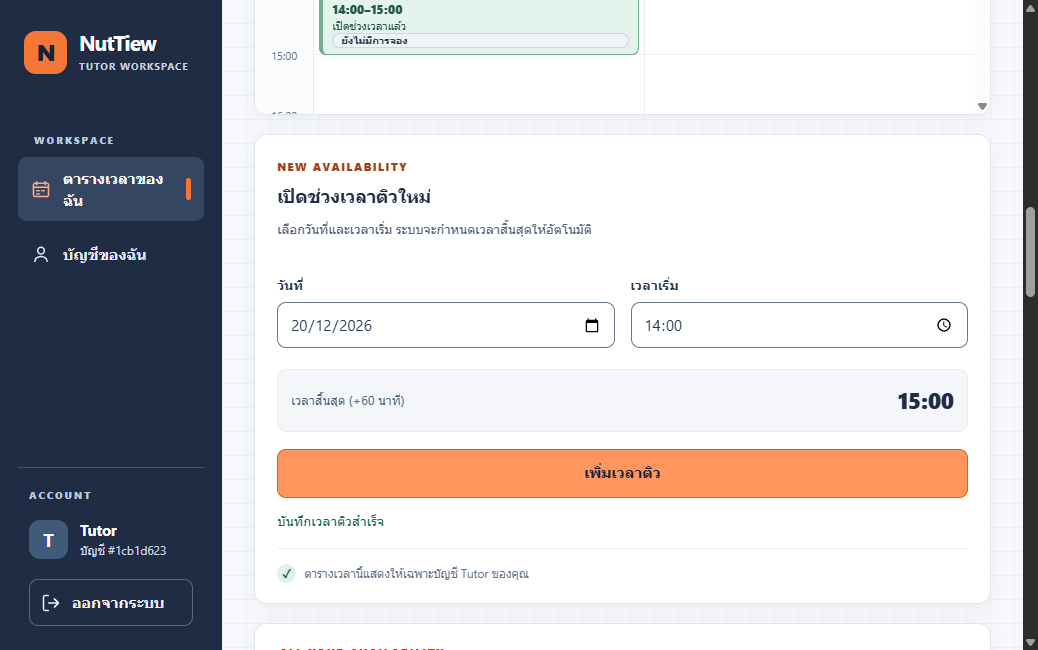 N
NutTiew
TUTOR WORKSPACE
WORKSPACE
ตารางเวลาของ
ฉัน
บัญชีของฉัน
ACCOUNT
T
Tutor
บัญชี #1cb1d623
ออกจากระบบ
14:00–15:00
เปิดช่วงเวลาแล้ว
ยังไม่มีการจอง
15:00
NEW AVAILABILITY
เปิดช่วงเวลาติวใหม่
เลือกวันที่และเวลาเริ่ม ระบบจะกำหนดเวลาสิ้นสุดให้อัตโนมัติ
วันที่
เวลาเริ่ม
20/12/2026
14:00
เวลาสิ้นสุด (+60 นาที)
15:00
เพิ่มเวลาติว
บันทึกเวลาติวสำเร็จ
ตารางเวลานี้แสดงให้เฉพาะบัญชี Tutor ของคุณ